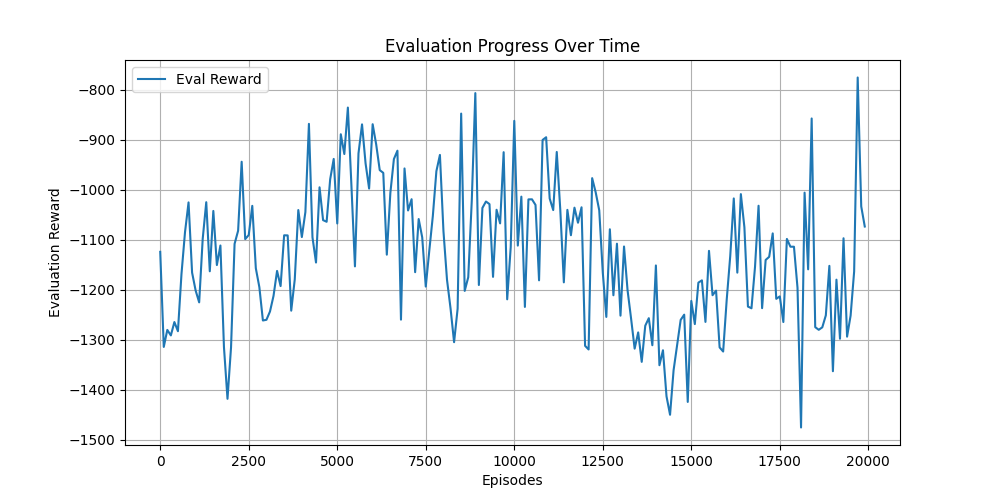 Evaluation Progress Over Time
Eval Reward
−800
−900
−1000
−1100
−1200
−1300
−1400
−1500
Evaluation Reward
0 2500 5000 7500 10000 12500 15000 17500 20000
Episodes